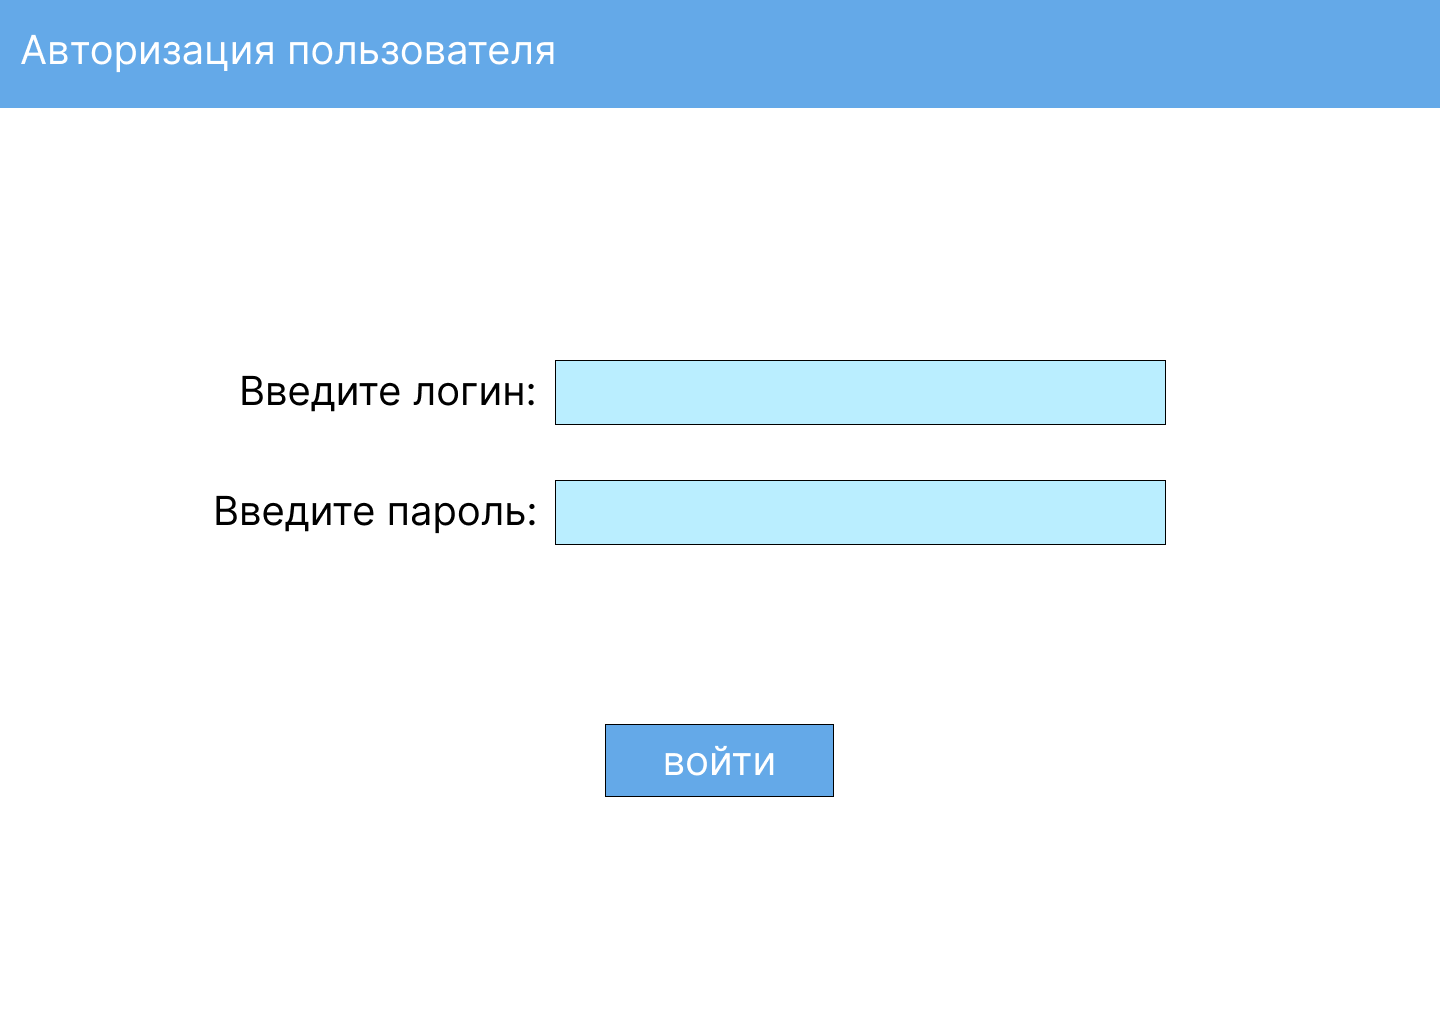 Авторизация пользователя
Введите логин:
Введите пароль:
войти